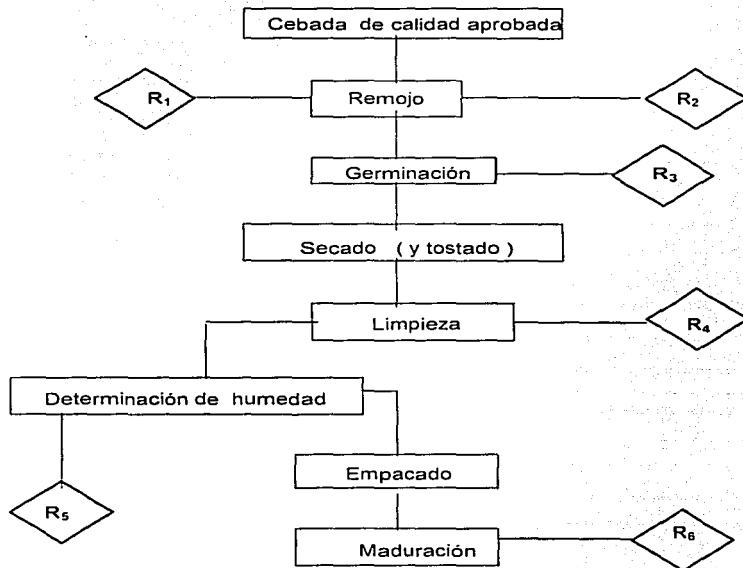 Cebada de calidad aprobada
R₁
Remojo
R₂
Germinación
R₃
Secado ( y tostado )
Limpieza
R₄
Determinación de humedad
Empacado
R₅
Maduración
R₆